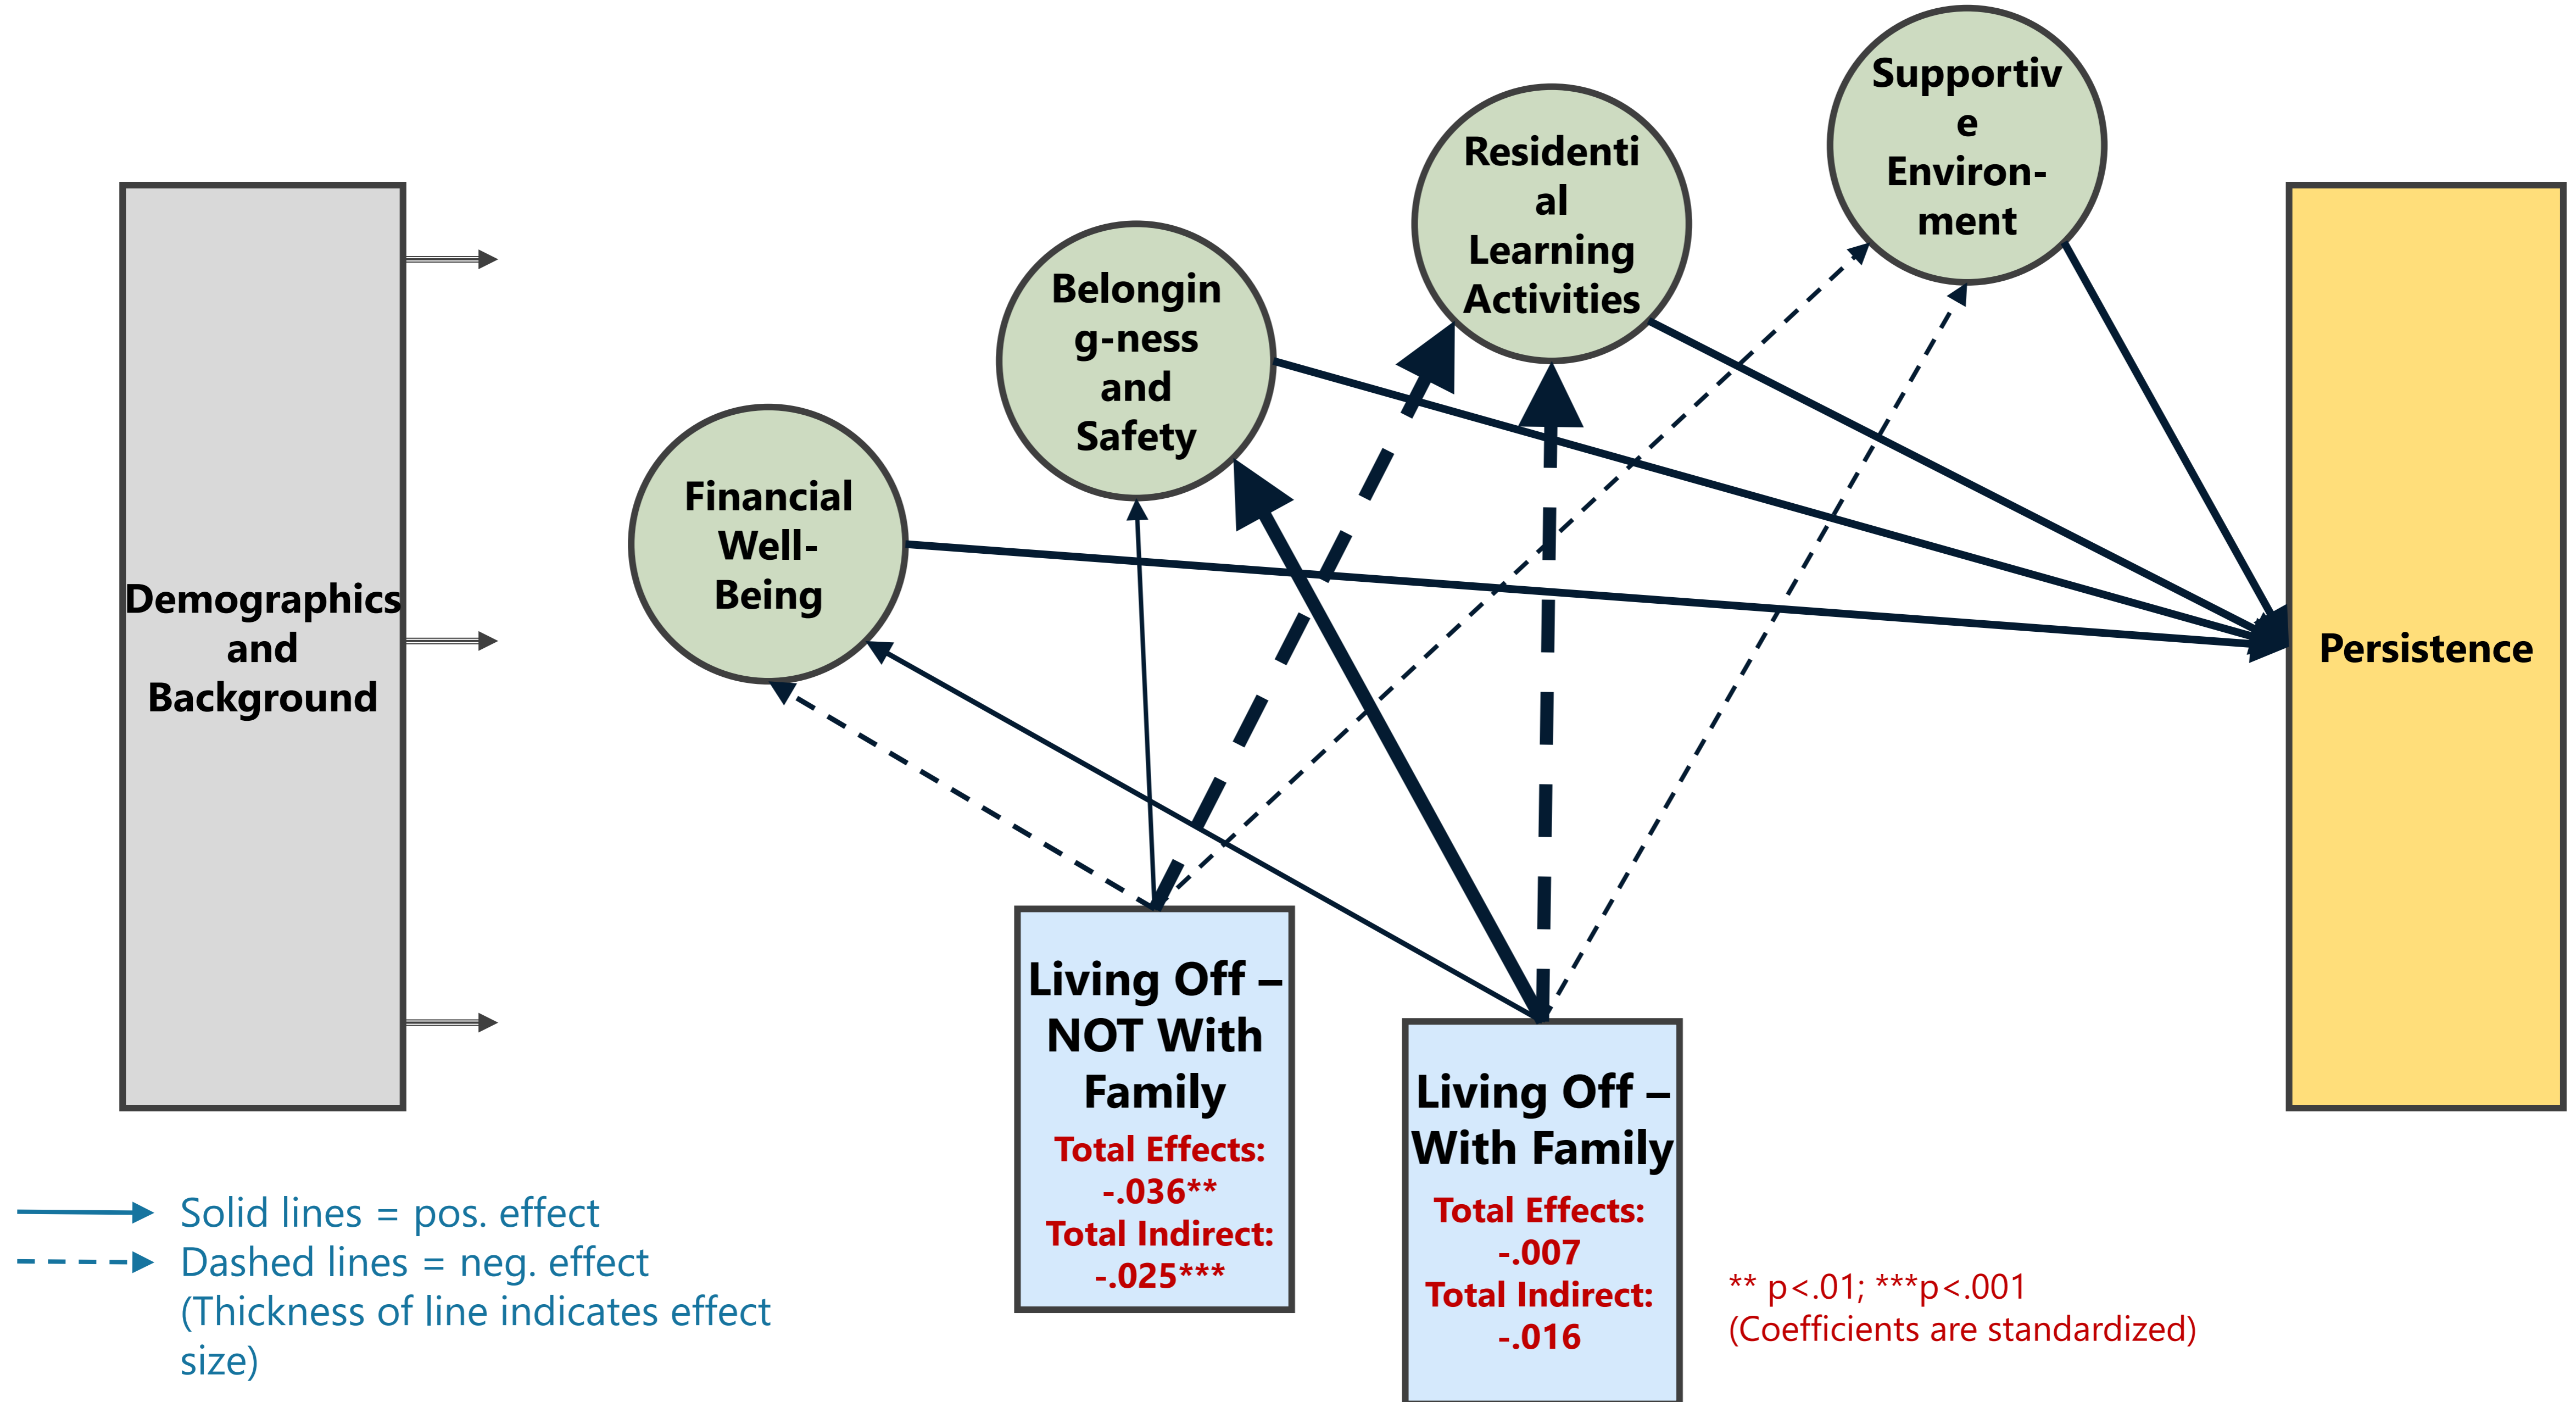 Demographics
and
Background
Financial
Well-
Being
Belongin
g-ness
and
Safety
Residenti
al
Learning
Activities
Supportiv
e
Environ-
ment
Persistence
Living Off –
NOT With
Family
Total Effects:
-.036**
Total Indirect:
-.025***
Living Off –
With Family
Total Effects:
-.007
Total Indirect:
-.016
Solid lines = pos. effect
Dashed lines = neg. effect
(Thickness of line indicates effect
size)
** p<.01; ***p<.001
(Coefficients are standardized)